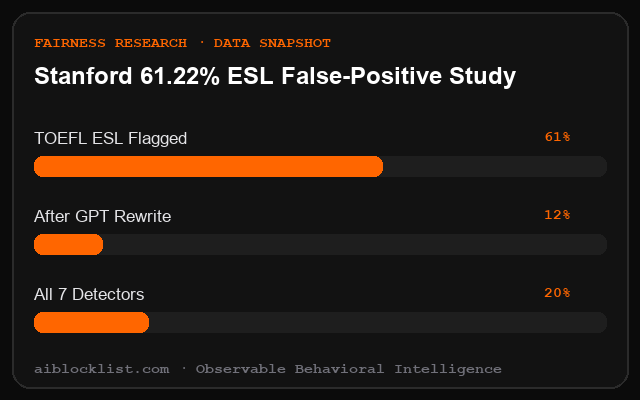 FAIRNESS RESEARCH · DATA SNAPSHOT
Stanford 61.22% ESL False-Positive Study
TOEFL ESL Flagged 61%
After GPT Rewrite 12%
All 7 Detectors 20%
aiblocklist.com · Observable Behavioral Intelligence